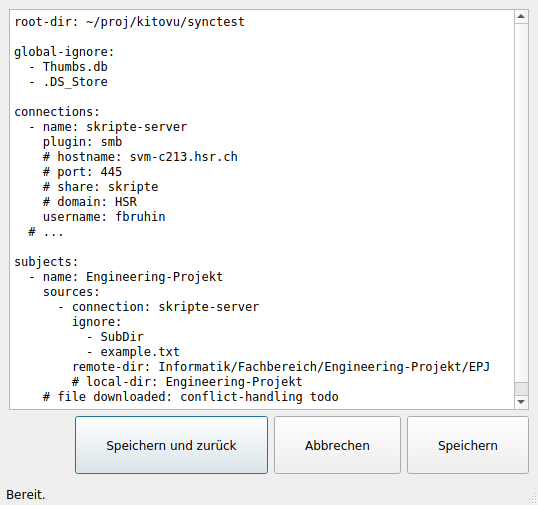 root-dir: ~/proj/kitovu/synctest

global-ignore:
  - Thumbs.db
  - .DS_Store

connections:
  - name: skripte-server
    plugin: smb
    # hostname: svm-c213.hsr.ch
    # port: 445
    # share: skripte
    # domain: HSR
    username: fbruhin
  # ...

subjects:
  - name: Engineering-Projekt
    sources:
      - connection: skripte-server
        ignore:
          - SubDir
          - example.txt
        remote-dir: Informatik/Fachbereich/Engineering-Projekt/EPJ
        # local-dir: Engineering-Projekt
    # file downloaded: conflict-handling todo
Speichern und zurück
Abbrechen
Speichern
Bereit.